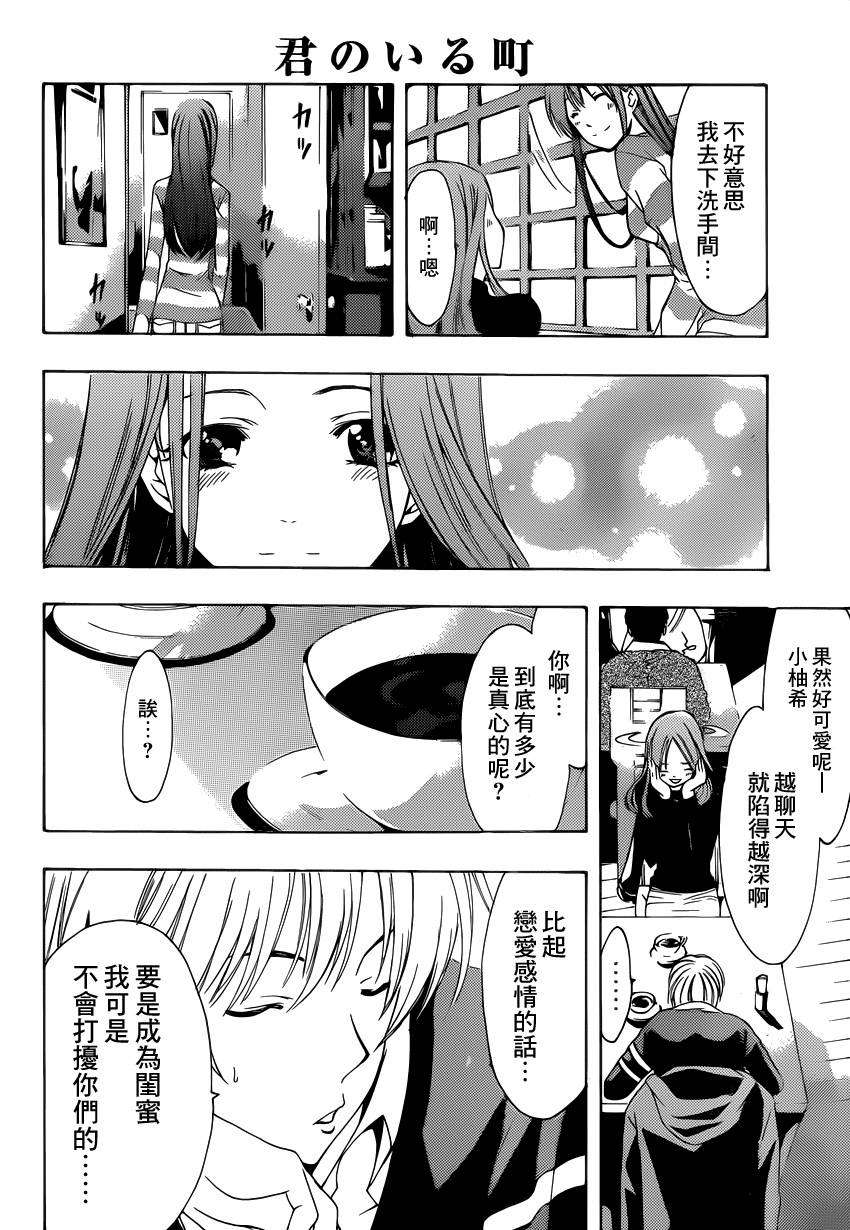 君のいる町
不好意思
我去下洗手間…
啊…嗯
カッ
カッ
カッ
果然好可愛呢—
小柚希
越聊天
就陷得越深啊
……
你啊…
到底有多少
是真心的呢?
誒…?
比起
戀愛感情的話…
要是成為閨蜜
我可是
不會打擾你們的……